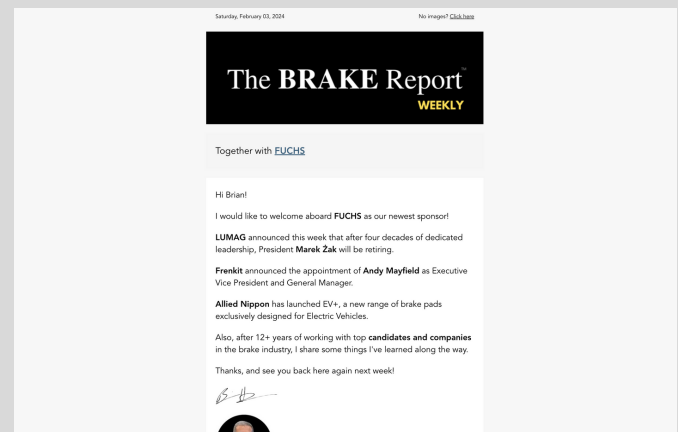 Saturday, February 03, 2024
No images? Click here
The BRAKE Report™
WEEKLY
Together with FUCHS
Hi Brian!
I would like to welcome aboard FUCHS as our newest sponsor!
LUMAG announced this week that after four decades of dedicated
leadership, President Marek Żak will be retiring.
Frenkit announced the appointment of Andy Mayfield as Executive
Vice President and General Manager.
Allied Nippon has launched EV+, a new range of brake pads
exclusively designed for Electric Vehicles.
Also, after 12+ years of working with top candidates and companies
in the brake industry, I share some things I've learned along the way.
Thanks, and see you back here again next week!